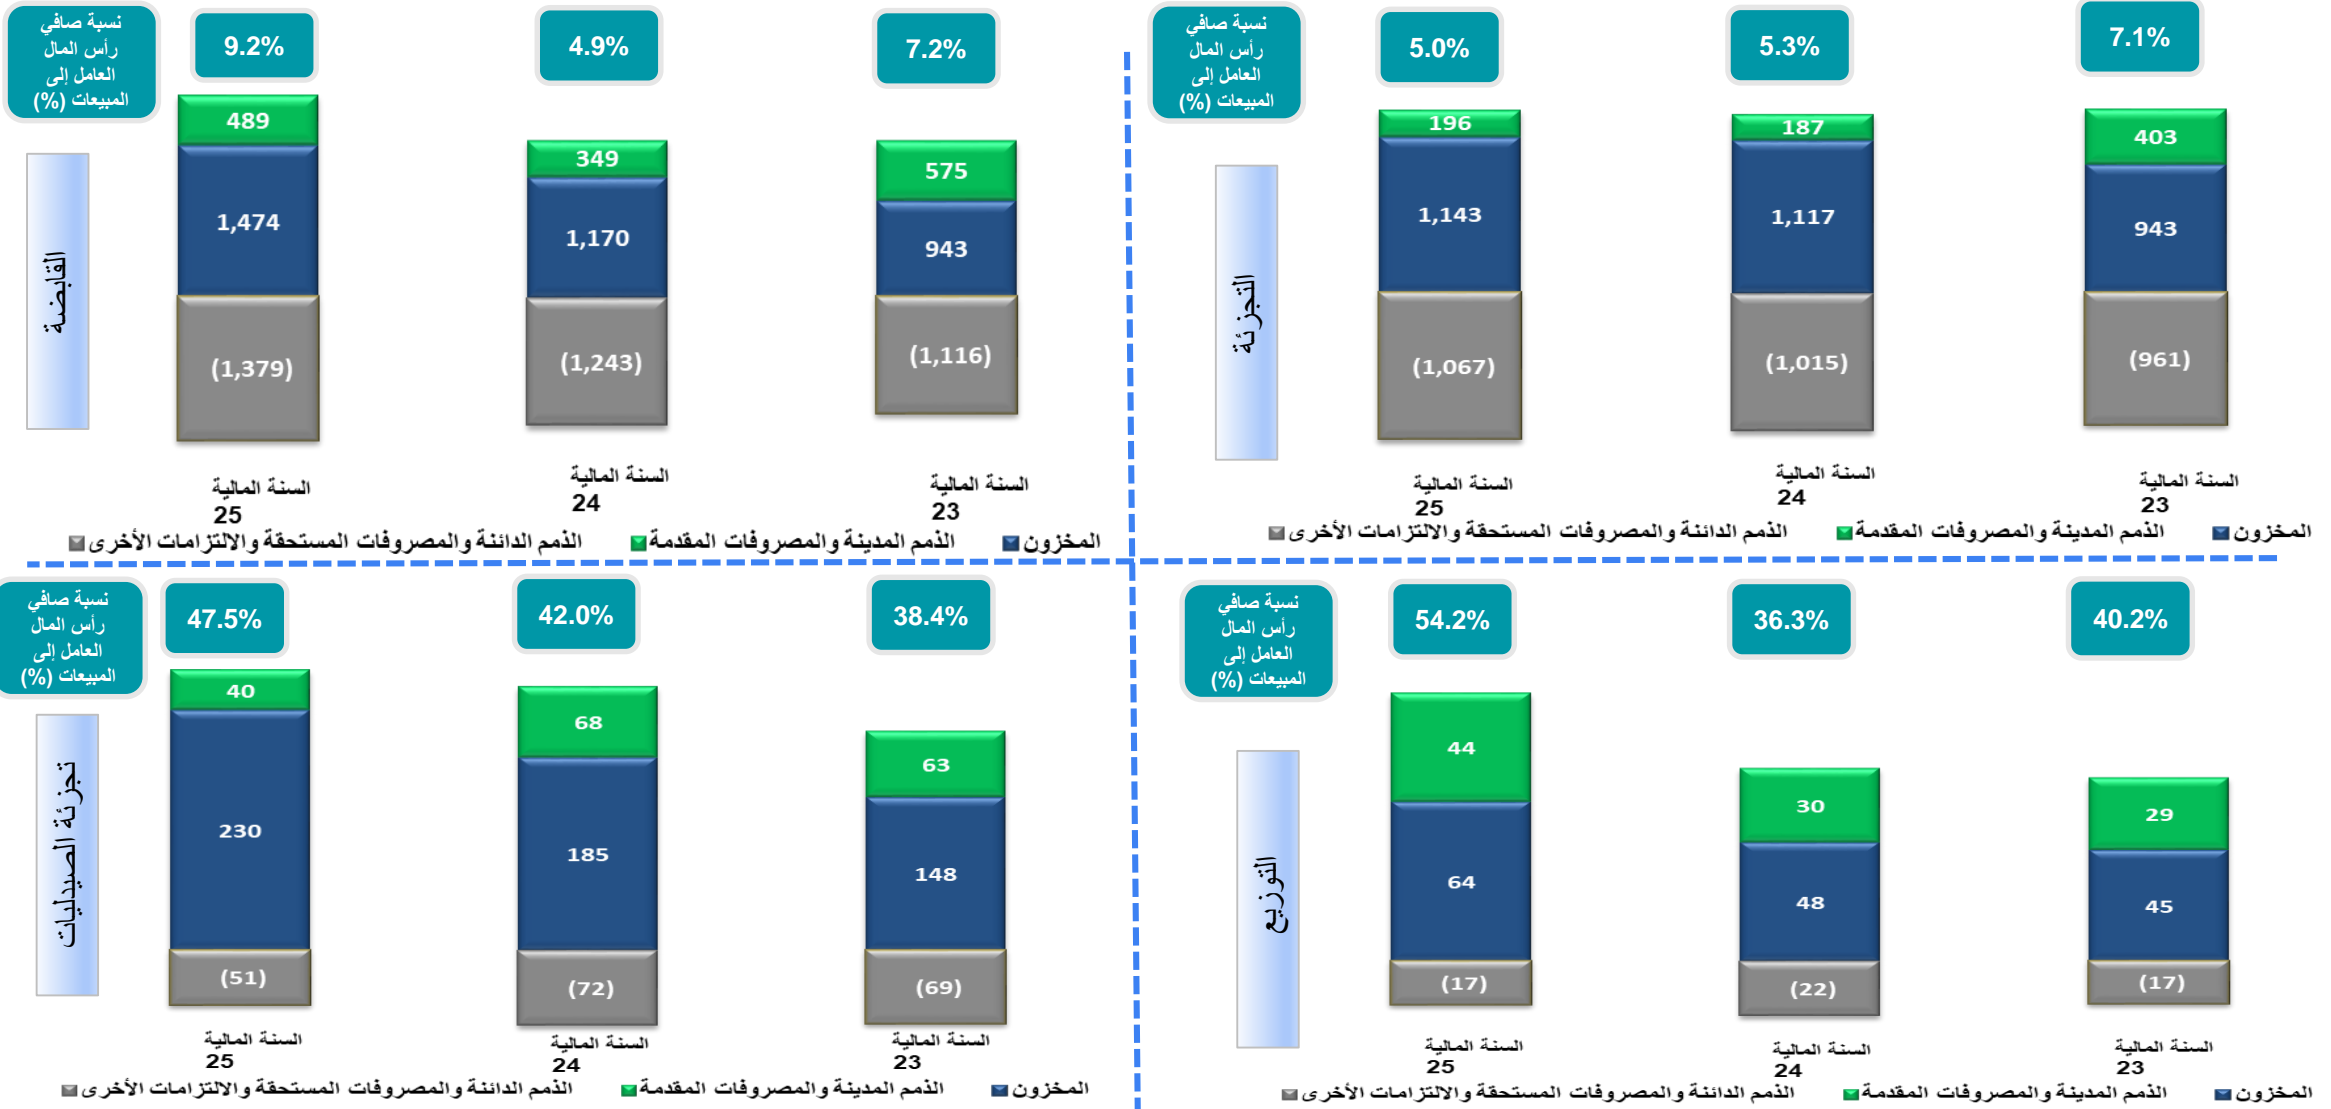 نسبة صافي
رأس المال
العامل إلى
المبيعات (%)
7.1%
5.3%
5.0%
التجزئة
403
943
(961)
187
1,117
(1,015)
196
1,143
(1,067)
السنة المالية
23
السنة المالية
24
السنة المالية
25
المخزون
الذمم المدينة والمصروفات المقدمة
الذمم الدائنة والمصروفات المستحقة والالتزامات الأخرى
نسبة صافي
رأس المال
العامل إلى
المبيعات (%)
7.2%
4.9%
9.2%
القابضة
575
943
(1,116)
349
1,170
(1,243)
489
1,474
(1,379)
السنة المالية
23
السنة المالية
24
السنة المالية
25
المخزون
الذمم المدينة والمصروفات المقدمة
الذمم الدائنة والمصروفات المستحقة والالتزامات الأخرى
نسبة صافي
رأس المال
العامل إلى
المبيعات (%)
40.2%
36.3%
54.2%
التوزيع
29
45
(17)
30
48
(22)
44
64
(17)
السنة المالية
23
السنة المالية
24
السنة المالية
25
المخزون
الذمم المدينة والمصروفات المقدمة
الذمم الدائنة والمصروفات المستحقة والالتزامات الأخرى
نسبة صافي
رأس المال
العامل إلى
المبيعات (%)
38.4%
42.0%
47.5%
تجزئة الصيدليات
63
148
(69)
68
185
(72)
40
230
(51)
السنة المالية
23
السنة المالية
24
السنة المالية
25
المخزون
الذمم المدينة والمصروفات المقدمة
الذمم الدائنة والمصروفات المستحقة والالتزامات الأخرى